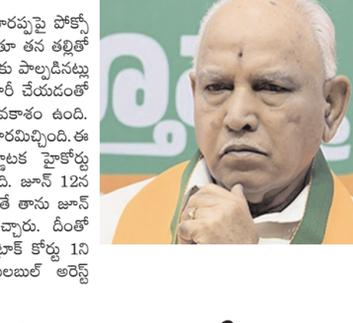 ారప్పపై పోక్సో
తూ తన తల్లితో
కు పాల్పడినట్లు
ారీ చేయడంతో
వకాశం ఉంది.
ారమిచ్చింది.ఈ
్ణాటక హైకోర్టు
ది. జూన్ 12న
తే తాను జూన్
చ్చారు. దీంతో
ట్రాక్ కోర్టు 1ని
లబుల్ అరెస్ట్